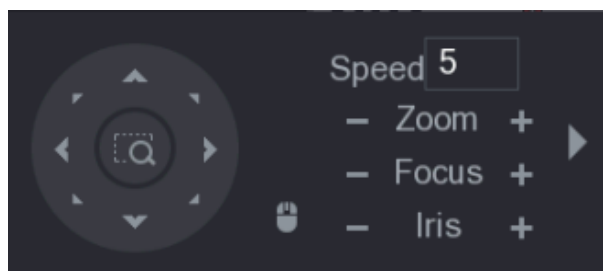 Speed 5
– Zoom +
– Focus +
– Iris +